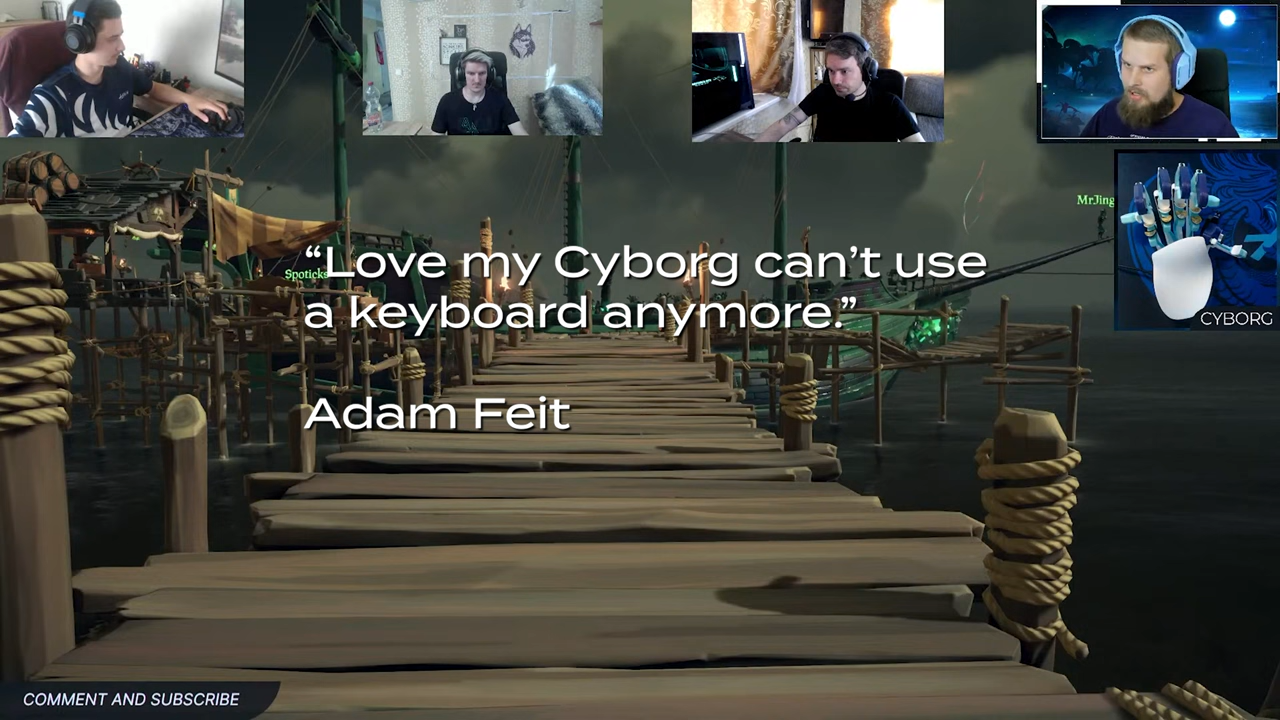 MrJing
Spoticks
“Love my Cyborg can’t use
a keyboard anymore.”
CYBORG
Adam Feit
COMMENT AND SUBSCRIBE